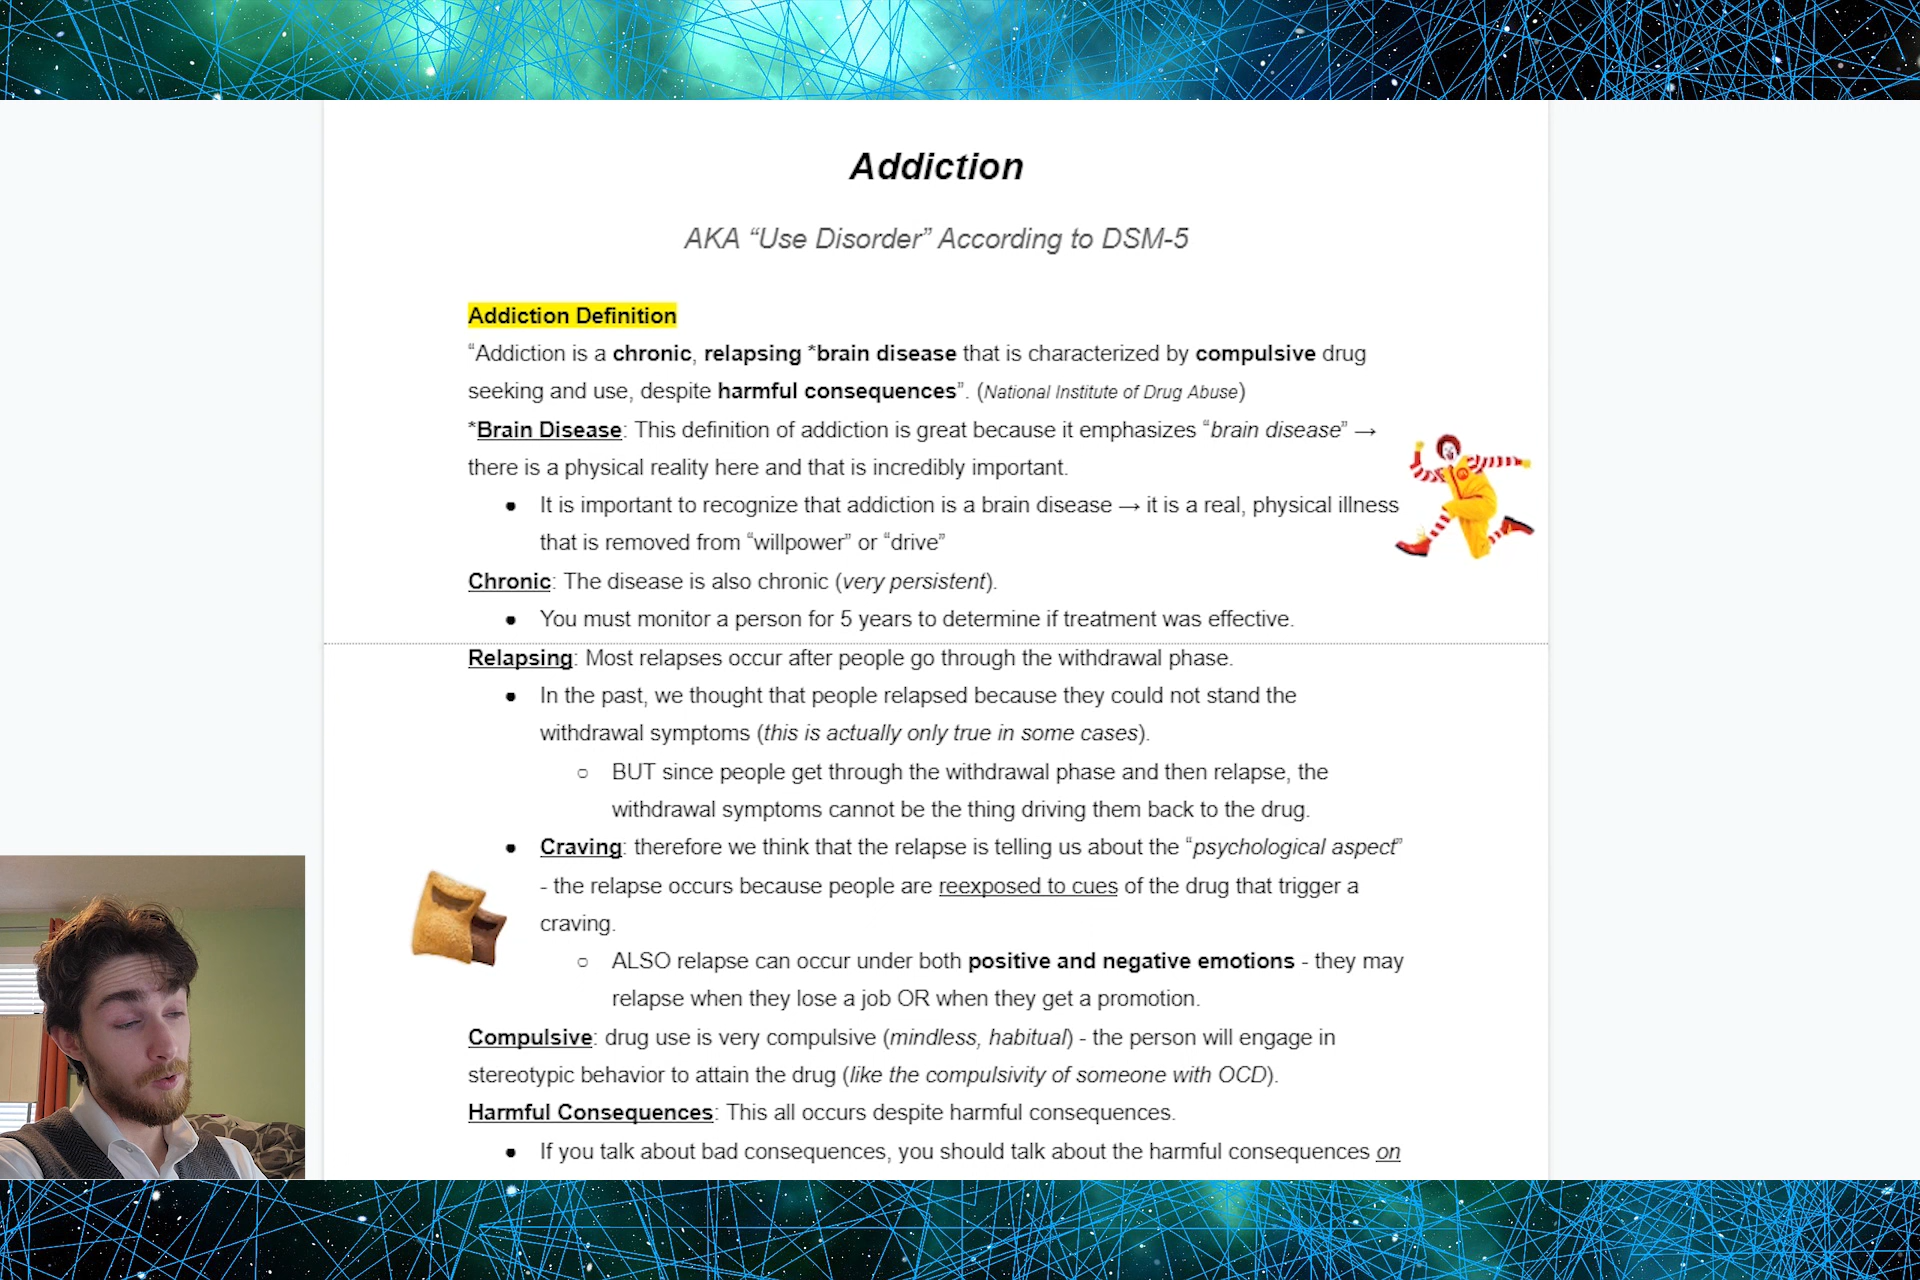 Addiction
AKA “Use Disorder” According to DSM-5
Addiction Definition
“Addiction is a chronic, relapsing *brain disease that is characterized by compulsive drug
seeking and use, despite harmful consequences”. (National Institute of Drug Abuse)
*Brain Disease: This definition of addiction is great because it emphasizes “brain disease” →
there is a physical reality here and that is incredibly important.
● It is important to recognize that addiction is a brain disease → it is a real, physical illness
that is removed from “willpower” or “drive”
Chronic: The disease is also chronic (very persistent).
● You must monitor a person for 5 years to determine if treatment was effective.
Relapsing: Most relapses occur after people go through the withdrawal phase.
● In the past, we thought that people relapsed because they could not stand the
withdrawal symptoms (this is actually only true in some cases).
○ BUT since people get through the withdrawal phase and then relapse, the
withdrawal symptoms cannot be the thing driving them back to the drug.
● Craving: therefore we think that the relapse is telling us about the “psychological aspect”
- the relapse occurs because people are reexposed to cues of the drug that trigger a
craving.
○ ALSO relapse can occur under both positive and negative emotions - they may
relapse when they lose a job OR when they get a promotion.
Compulsive: drug use is very compulsive (mindless, habitual) - the person will engage in
stereotypic behavior to attain the drug (like the compulsivity of someone with OCD).
Harmful Consequences: This all occurs despite harmful consequences.
● If you talk about bad consequences, you should talk about the harmful consequences on